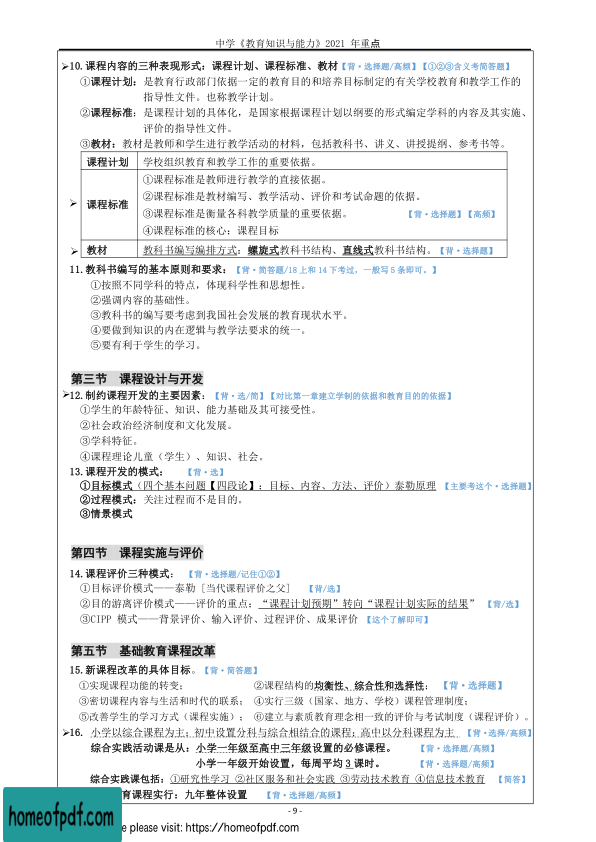 中学《教育知识与能力》2021 年重点
➢10.课程内容的三种表现形式：课程计划、课程标准、教材【背·选择题/高频】【①②③含义考简答题】
①课程计划：是教育行政部门依据一定的教育目的和培养目标制定的有关学校教育和教学工作的
指导性文件。也称教学计划。
②课程标准：是课程计划的具体化，是国家根据课程计划以纲要的形式编定学科的内容及其实施、
评价的指导性文件。
③教材：教材是教师和学生进行教学活动的材料，包括教科书、讲义、讲授提纲、参考书等。
课程计划 学校组织教育和教学工作的重要依据。
①课程标准是教师进行教学的直接依据。
②课程标准是教材编写、教学活动、评价和考试命题的依据。
➢ 课程标准
③课程标准是衡量各科教学质量的重要依据。 【背·选择题】【高频】
④课程标准的核心：课程目标
➢ 教材 教科书编写编排方式：螺旋式教科书结构、直线式教科书结构。【背·选择题】
11.教科书编写的基本原则和要求：【背·简答题/18上和14下考过，一般写5条即可。】
①按照不同学科的特点，体现科学性和思想性。
②强调内容的基础性。
③教科书的编写要考虑到我国社会发展的教育现状水平。
④要做到知识的内在逻辑与教学法要求的统一。
⑤要有利于学生的学习。
第三节 课程设计与开发
➢12.制约课程开发的主要因素：【背·选/简】【对比第一章建立学制的依据和教育目的的依据】
①学生的年龄特征、知识、能力基础及其可接受性。
②社会政治经济制度和文化发展。
③学科特征。
④课程理论儿童（学生）、知识、社会。
13.课程开发的模式： 【背·选】
①目标模式（四个基本问题【四段论】：目标、内容、方法、评价）泰勒原理 【主要考这个·选择题】
②过程模式：关注过程而不是目的。
③情景模式
第四节 课程实施与评价
14.课程评价三种模式： 【背·选择题/记住①②】
①目标评价模式——泰勒［当代课程评价之父］ 【背/选】
②目的游离评价模式——评价的重点：“课程计划预期”转向“课程计划实际的结果” 【背/选】
③CIPP 模式——背景评价、输入评价、过程评价、成果评价 【这个了解即可】
第五节 基础教育课程改革
15.新课程改革的具体目标。【背·简答题】
①实现课程功能的转变； ②课程结构的均衡性、综合性和选择性； 【背·选择题】
③密切课程内容与生活和时代的联系； ④实行三级（国家、地方、学校）课程管理制度；
⑤改善学生的学习方式（课程实施）； ⑥建立与素质教育理念相一致的评价与考试制度（课程评价）。
➢16. 小学以综合课程为主；初中设置分科与综合相结合的课程；高中以分科课程为主 【背·选择/高频】
综合实践活动课是从：小学一年级至高中三年级设置的必修课程。 【背·选择题/高频】
小学一年级开始设置，每周平均3课时。 【背·选择题/高频】
综合实践课包括：①研究性学习 ②社区服务和社会实践 ③劳动技术教育 ④信息技术教育 【简答】
育课程实行：九年整体设置 【背·选择题/高频】
- 9 -
homeofpdf.com
e please visit: https://homeofpdf.com